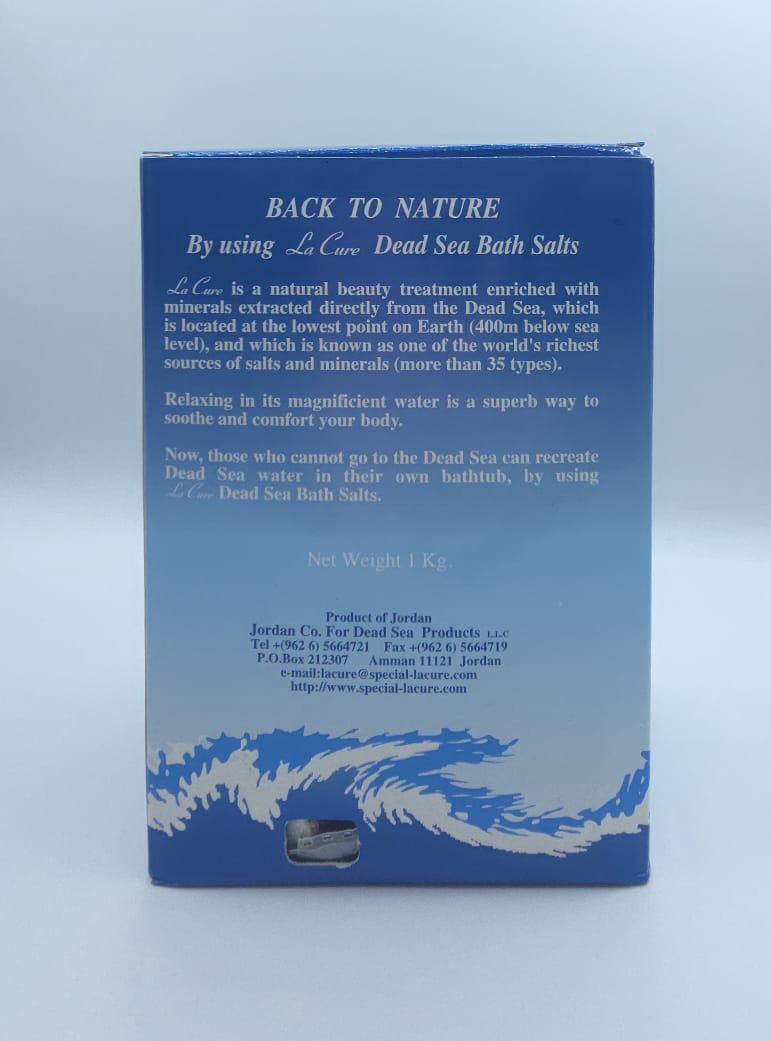 BACK TO NATURE
By using La Cure Dead Sea Bath Salts
La Cure is a natural beauty treatment enriched with
minerals extracted directly from the Dead Sea, which
is located at the lowest point on Earth (400m below sea
level), and which is known as one of the world's richest
sources of salts and minerals (more than 35 types).
Relaxing in its magnificient water is a superb way to
soothe and comfort your body.
Now, those who cannot go to the Dead Sea can recreate
Dead Sea water in their own bathtub, by using
La Cure Dead Sea Bath Salts.
Net Weight 1 Kg.
Product of Jordan
Jordan Co. For Dead Sea Products L.L.C
Tel +(962 6) 5664721 Fax +(962 6) 5664719
P.O.Box 212307 Amman 11121 Jordan
e-mail:lacure@special-lacure.com
http://www.special-lacure.com